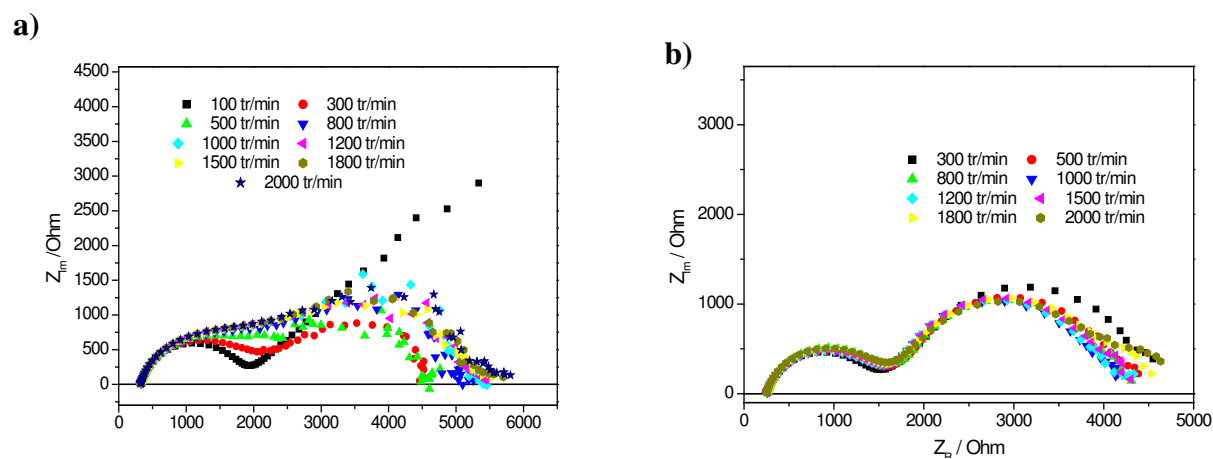 a)
Z_Im /Ohm
4500
4000
3500
3000
2500
2000
1500
1000
500
0
100 tr/min 300 tr/min
500 tr/min 800 tr/min
1000 tr/min 1200 tr/min
1500 tr/min 1800 tr/min
2000 tr/min
0 1000 2000 3000 4000 5000 6000
b)
Z_Im / Ohm
3000
2000
1000
0
300 tr/min 500 tr/min
800 tr/min 1000 tr/min
1200 tr/min 1500 tr/min
1800 tr/min 2000 tr/min
0 1000 2000 3000 4000 5000
Z_R / Ohm